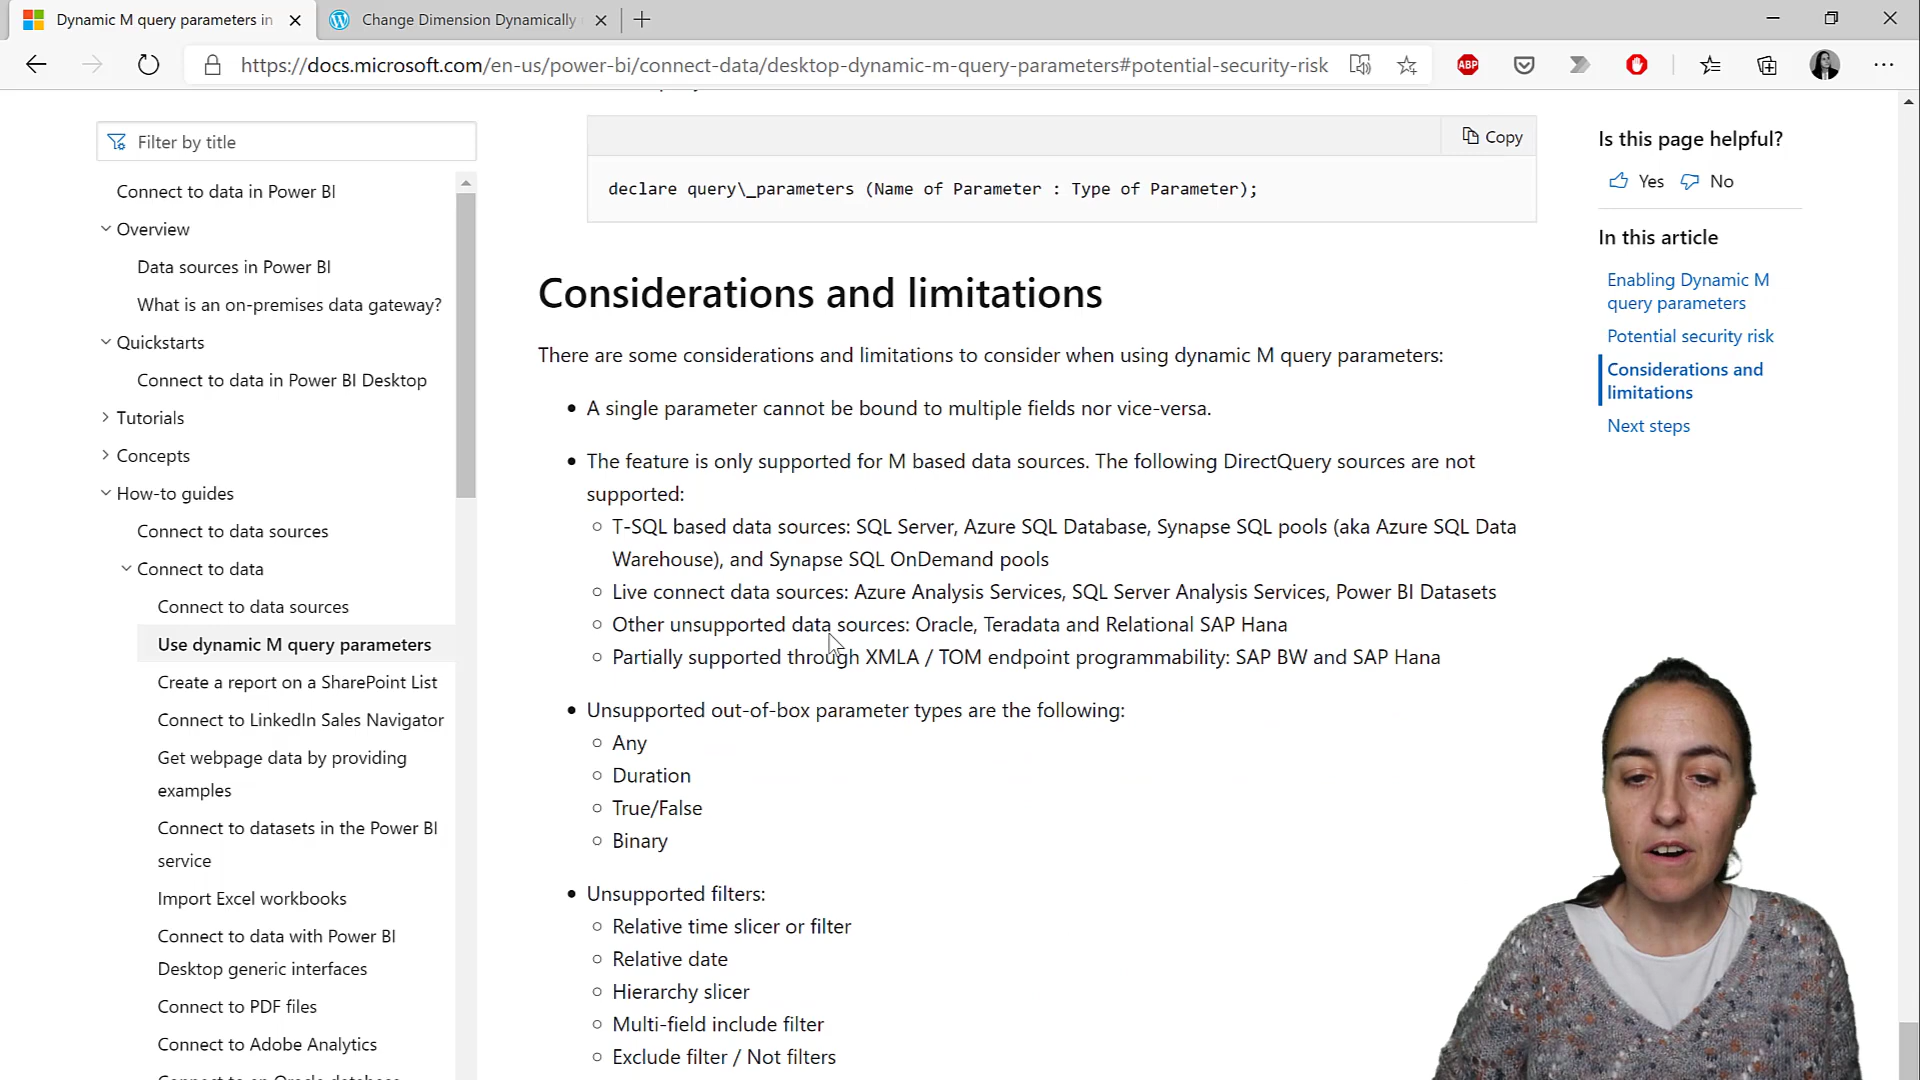 Dynamic M query parameters in
Change Dimension Dynamically
https://docs.microsoft.com/en-us/power-bi/connect-data/desktop-dynamic-m-query-parameters#potential-security-risk
ABP
Filter by title
Connect to data in Power BI
Overview
Data sources in Power BI
What is an on-premises data gateway?
Quickstarts
Connect to data in Power BI Desktop
Tutorials
Concepts
How-to guides
Connect to data sources
Connect to data
Connect to data sources
Use dynamic M query parameters
Create a report on a SharePoint List
Connect to LinkedIn Sales Navigator
Get webpage data by providing
examples
Connect to datasets in the Power BI
service
Import Excel workbooks
Connect to data with Power BI
Desktop generic interfaces
Connect to PDF files
Connect to Adobe Analytics
Copy
declare query\_parameters (Name of Parameter : Type of Parameter);
Considerations and limitations
There are some considerations and limitations to consider when using dynamic M query parameters:
• A single parameter cannot be bound to multiple fields nor vice-versa.
• The feature is only supported for M based data sources. The following DirectQuery sources are not
supported:
○ T-SQL based data sources: SQL Server, Azure SQL Database, Synapse SQL pools (aka Azure SQL Data
Warehouse), and Synapse SQL OnDemand pools
○ Live connect data sources: Azure Analysis Services, SQL Server Analysis Services, Power BI Datasets
○ Other unsupported data sources: Oracle, Teradata and Relational SAP Hana
○ Partially supported through XMLA / TOM endpoint programmability: SAP BW and SAP Hana
• Unsupported out-of-box parameter types are the following:
○ Any
○ Duration
○ True/False
○ Binary
• Unsupported filters:
○ Relative time slicer or filter
○ Relative date
○ Hierarchy slicer
○ Multi-field include filter
○ Exclude filter / Not filters
Is this page helpful?
Yes No
In this article
Enabling Dynamic M
query parameters
Potential security risk
Considerations and
limitations
Next steps